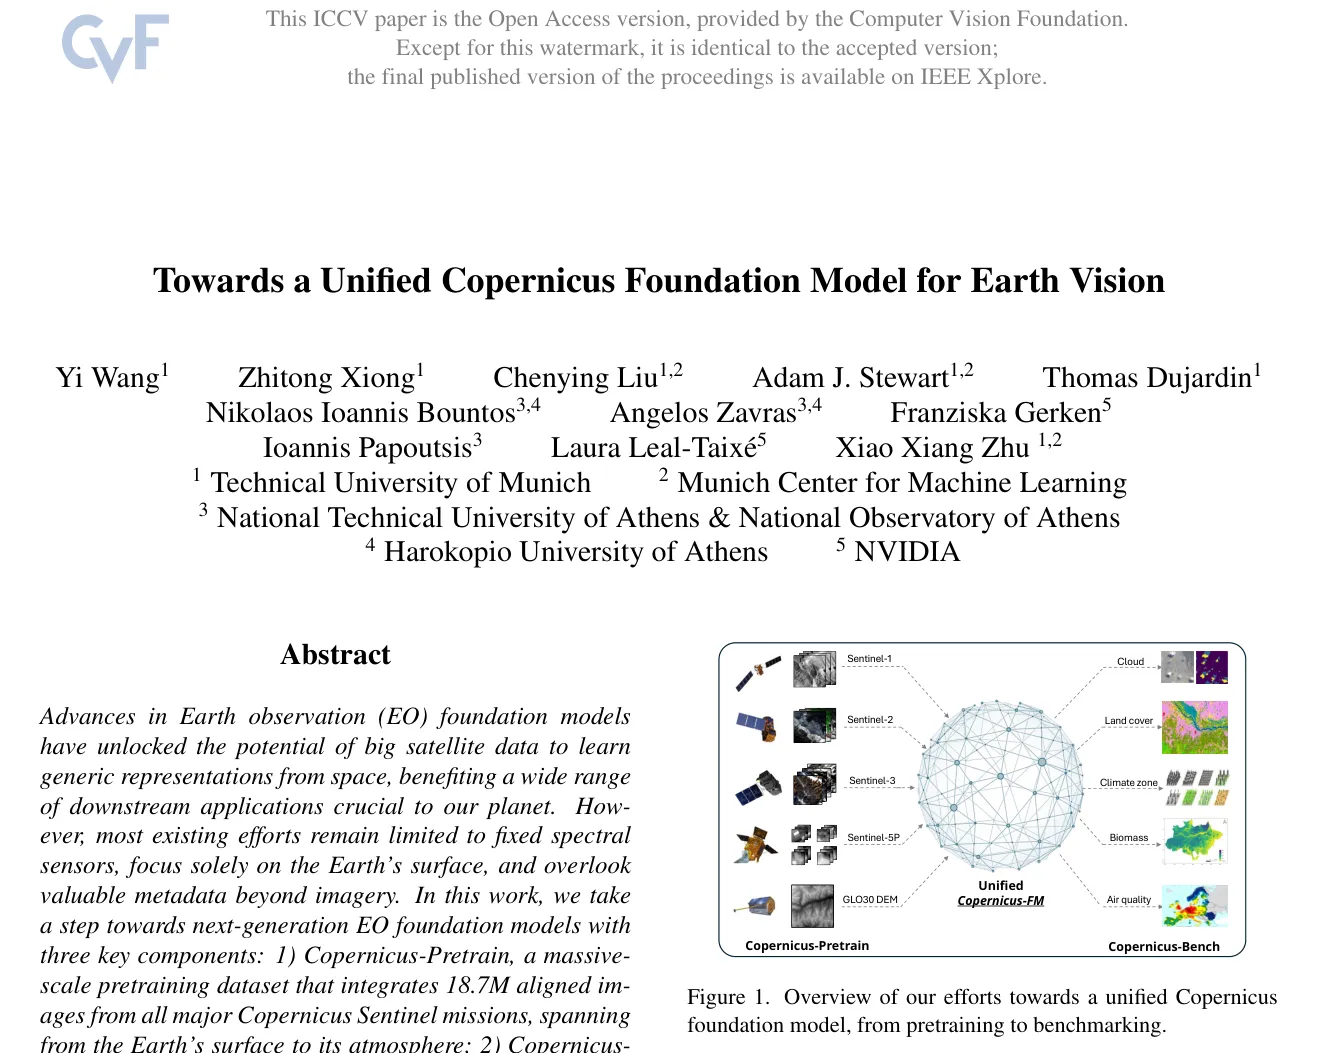 CVF
This ICCV paper is the Open Access version, provided by the Computer Vision Foundation.
Except for this watermark, it is identical to the accepted version;
the final published version of the proceedings is available on IEEE Xplore.
Towards a Unified Copernicus Foundation Model for Earth Vision
Yi Wang1 Zhitong Xiong1 Chenying Liu1,2 Adam J. Stewart1,2 Thomas Dujardin1
Nikolaos Ioannis Bountos3,4 Angelos Zavras3,4 Franziska Gerken5
Ioannis Papoutsis3 Laura Leal-Taixé5 Xiao Xiang Zhu 1,2
1 Technical University of Munich 2 Munich Center for Machine Learning
3 National Technical University of Athens & National Observatory of Athens
4 Harokopio University of Athens 5 NVIDIA
Abstract
Advances in Earth observation (EO) foundation models
have unlocked the potential of big satellite data to learn
generic representations from space, benefiting a wide range
of downstream applications crucial to our planet. How-
ever, most existing efforts remain limited to fixed spectral
sensors, focus solely on the Earth's surface, and overlook
valuable metadata beyond imagery. In this work, we take
a step towards next-generation EO foundation models with
three key components: 1) Copernicus-Pretrain, a massive-
scale pretraining dataset that integrates 18.7M aligned im-
ages from all major Copernicus Sentinel missions, spanning
from the Earth's surface to its atmosphere; 2) Copernicus-
Sentinel-1
Sentinel-2
Sentinel-3
Sentinel-5P
GLO30 DEM
Copernicus-Pretrain
Unified
Copernicus-FM
Cloud
Land cover
Climate zone
Biomass
Air quality
Copernicus-Bench
Figure 1. Overview of our efforts towards a unified Copernicus
foundation model, from pretraining to benchmarking.